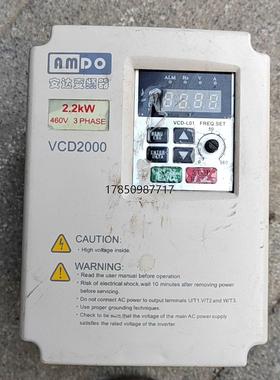 AMDO
安达变频器
2.2kW
460V 3 PHASE
VCD2000
ALM Hz V A
VCD-L01 FREQ SET
17850987717
CAUTION:
High voltage inside.
WARNING:
Read the user manual before operation.
Risk of electrical shock, wait 10 minutes after removing power
before servicing.
Do not connect AC power to output terminals U/T1.V/T2 and W/T3.
Use proper grounding techniques.
Check to be sure that the voltage of the main AC power supply
satisfies the rated voltage of the inverter.